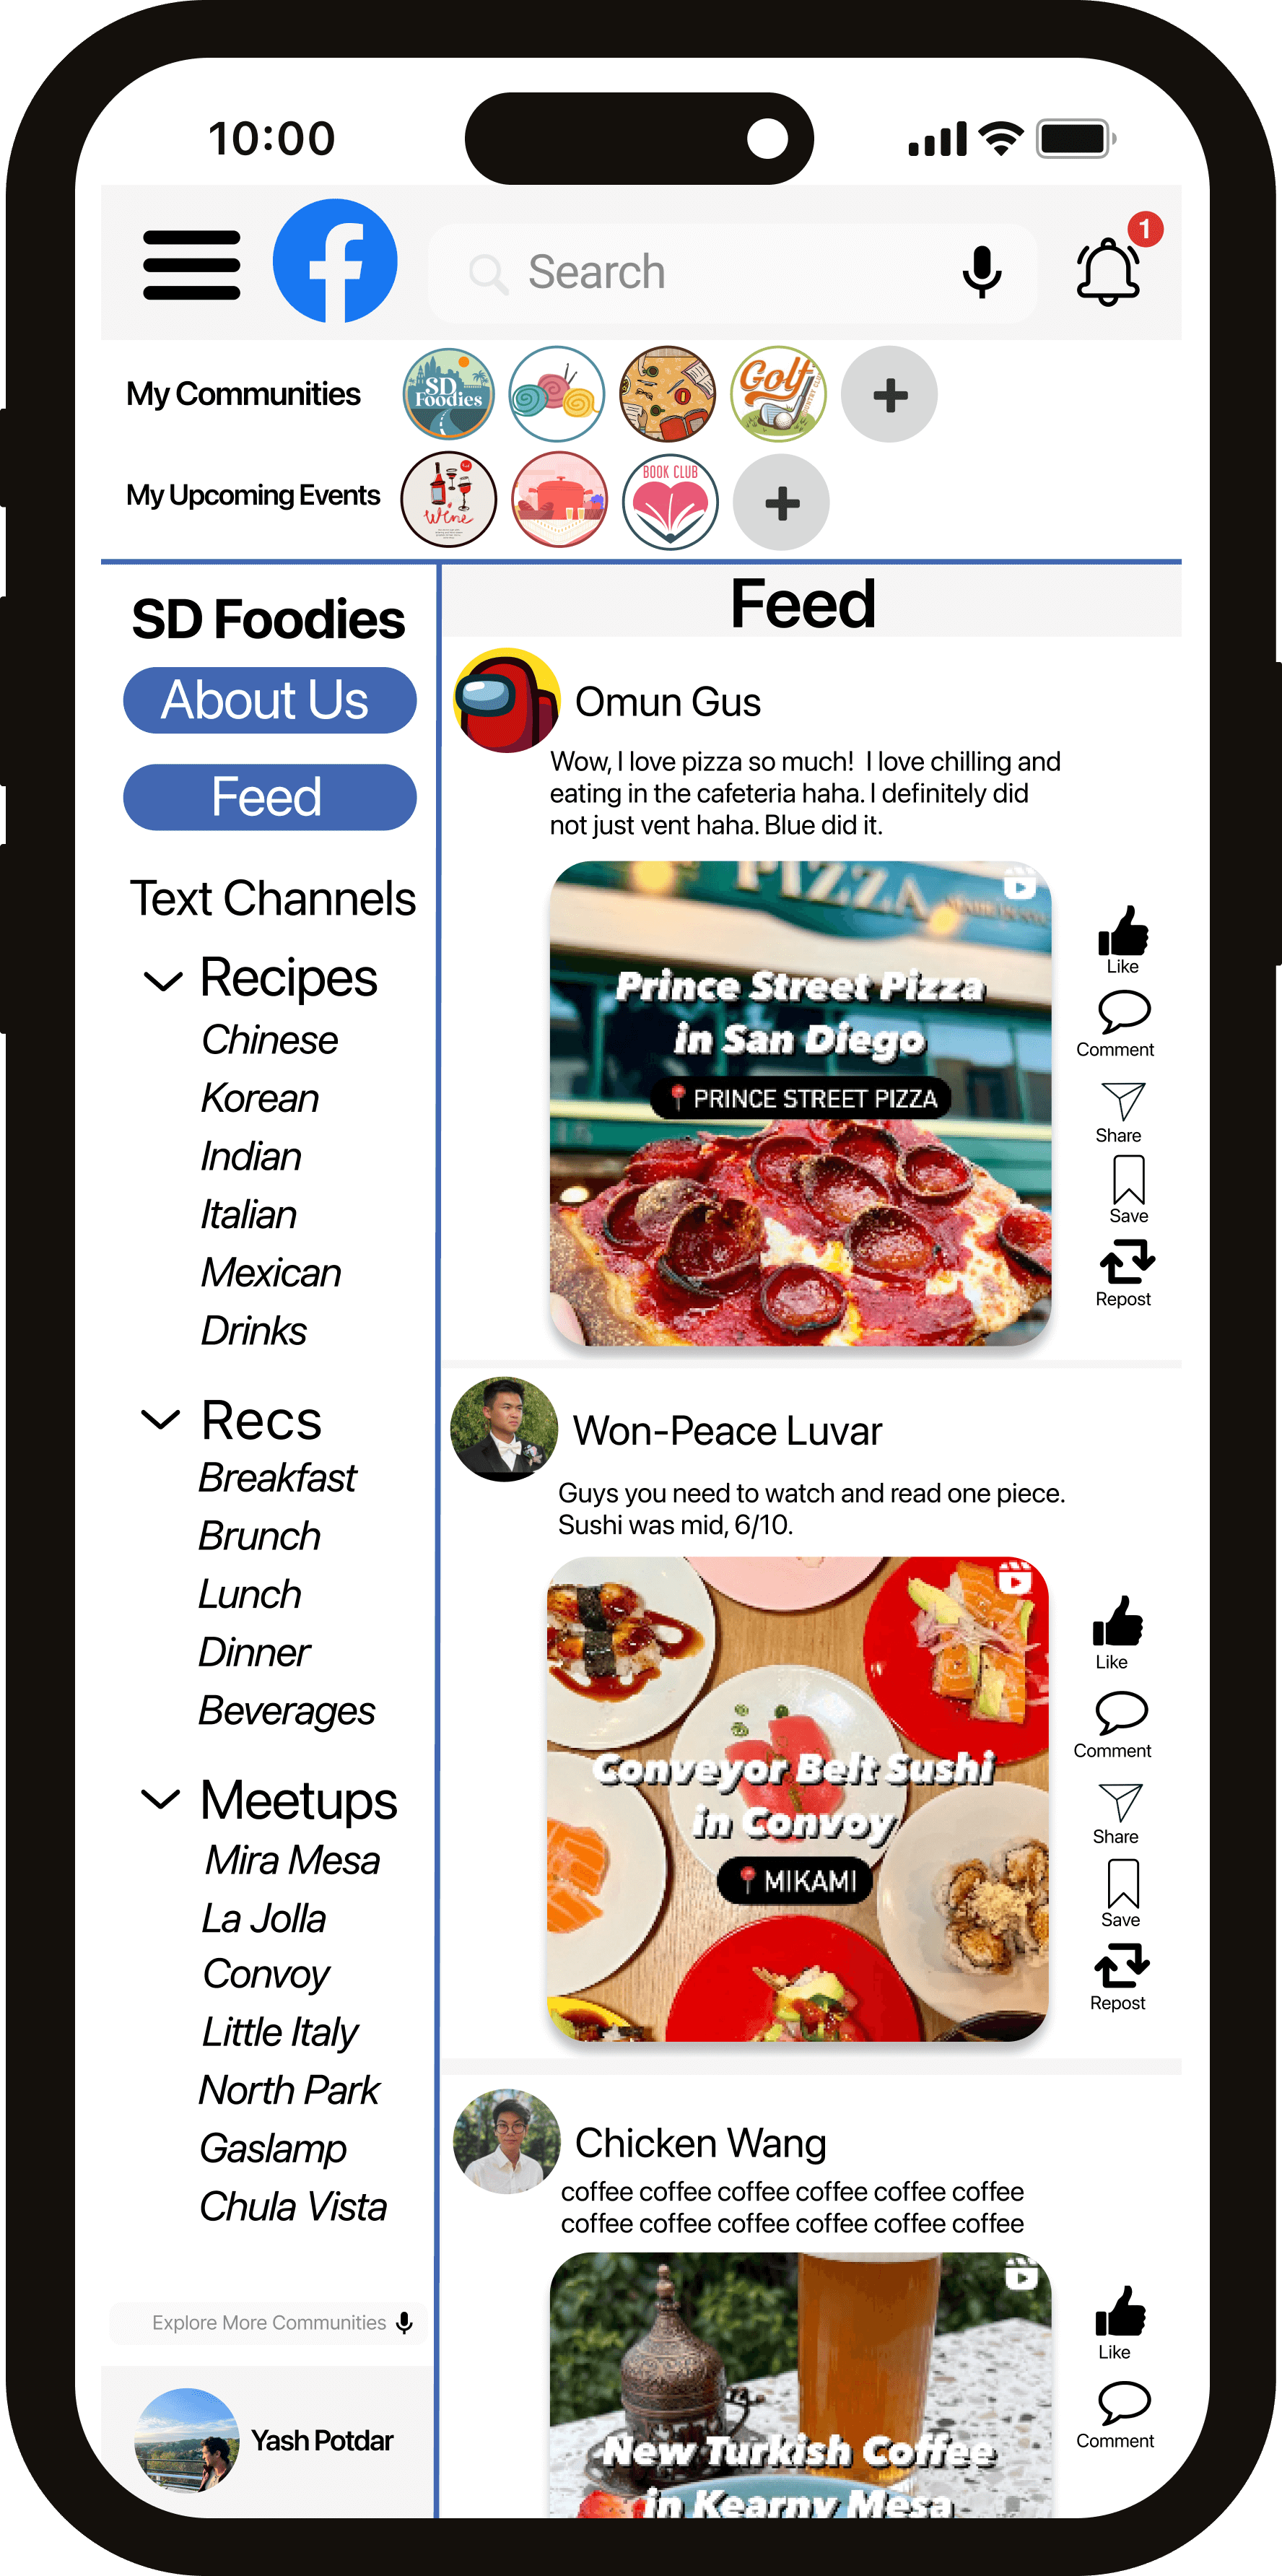 10:00
f
Search
1
My Communities
SD
Foodies
Golf
My Upcoming Events
Wine
BOOK CLUB
SD Foodies
About Us
Feed
Text Channels
Recipes
Chinese
Korean
Indian
Italian
Mexican
Drinks
Recs
Breakfast
Brunch
Lunch
Dinner
Beverages
Meetups
Mira Mesa
La Jolla
Convoy
Little Italy
North Park
Gaslamp
Chula Vista
Explore More Communities
Yash Potdar
Feed
Omun Gus
Wow, I love pizza so much!  I love chilling and
eating in the cafeteria haha. I definitely did
not just vent haha. Blue did it.
PIZZA
Prince Street Pizza
in San Diego
PRINCE STREET PIZZA
Like
Comment
Share
Save
Repost
Won-Peace Luvar
Guys you need to watch and read one piece.
Sushi was mid, 6/10.
Conveyor Belt Sushi
in Convoy
MIKAMI
Like
Comment
Share
Save
Repost
Chicken Wang
coffee coffee coffee coffee coffee coffee
coffee coffee coffee coffee coffee coffee
New Turkish Coffee
in Kearny Mesa
Like
Comment